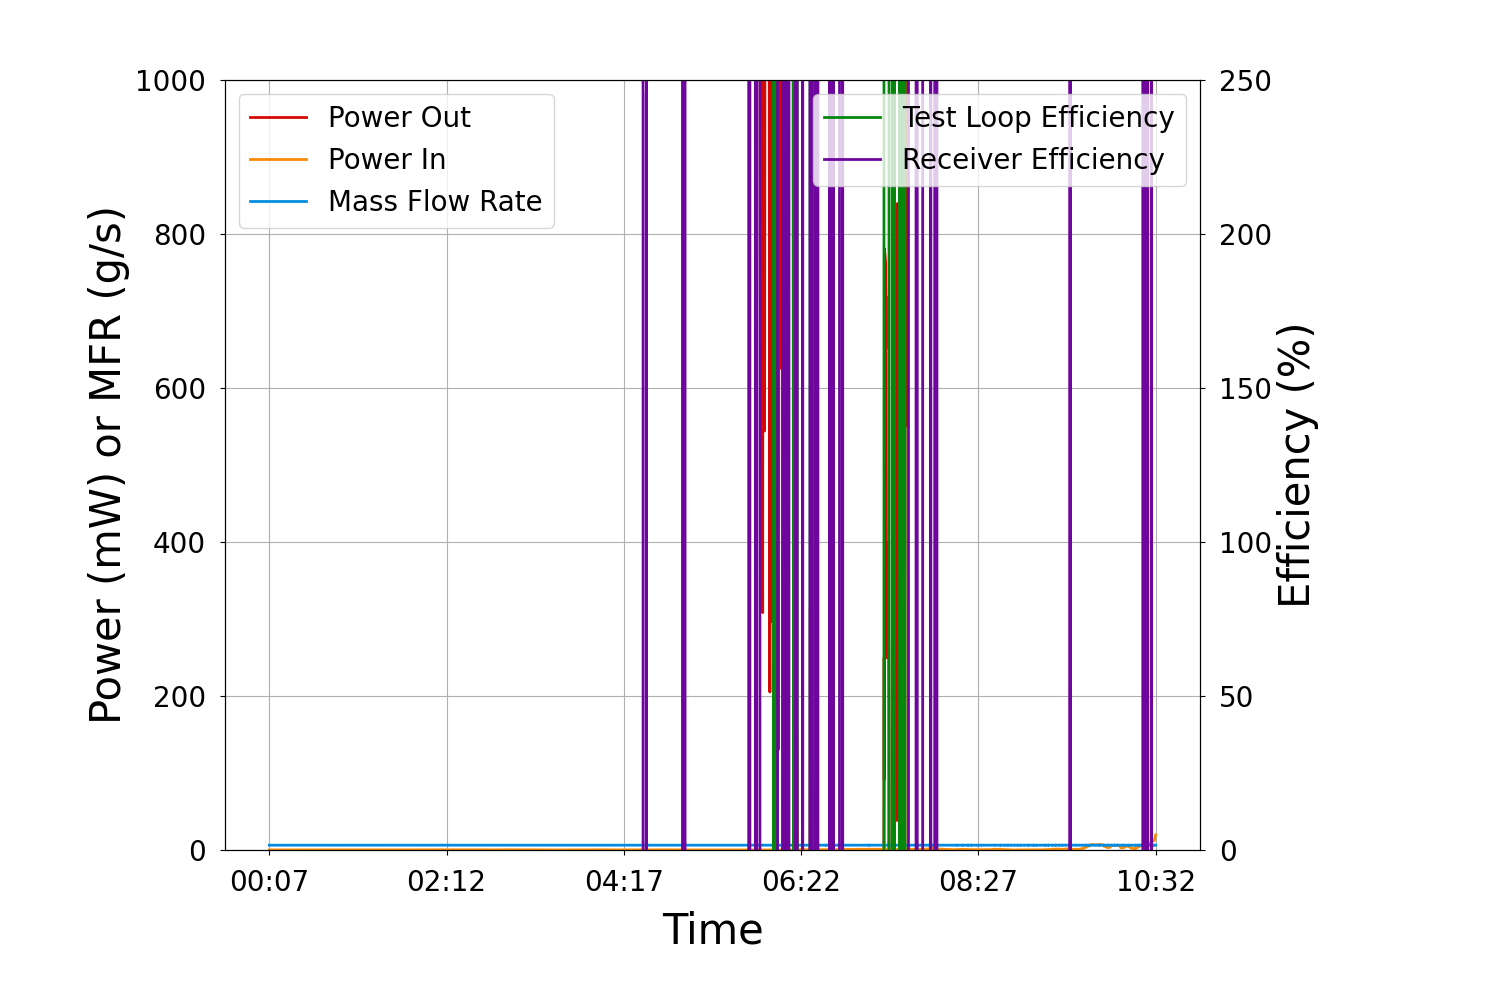 1000
800
600
400
200
0
Power (mW) or MFR (g/s)
Power Out
Power In
Mass Flow Rate
Test Loop Efficiency
Receiver Efficiency
250
200
150
100
50
0
Efficiency (%)
00:07 02:12 04:17 06:22 08:27 10:32
Time